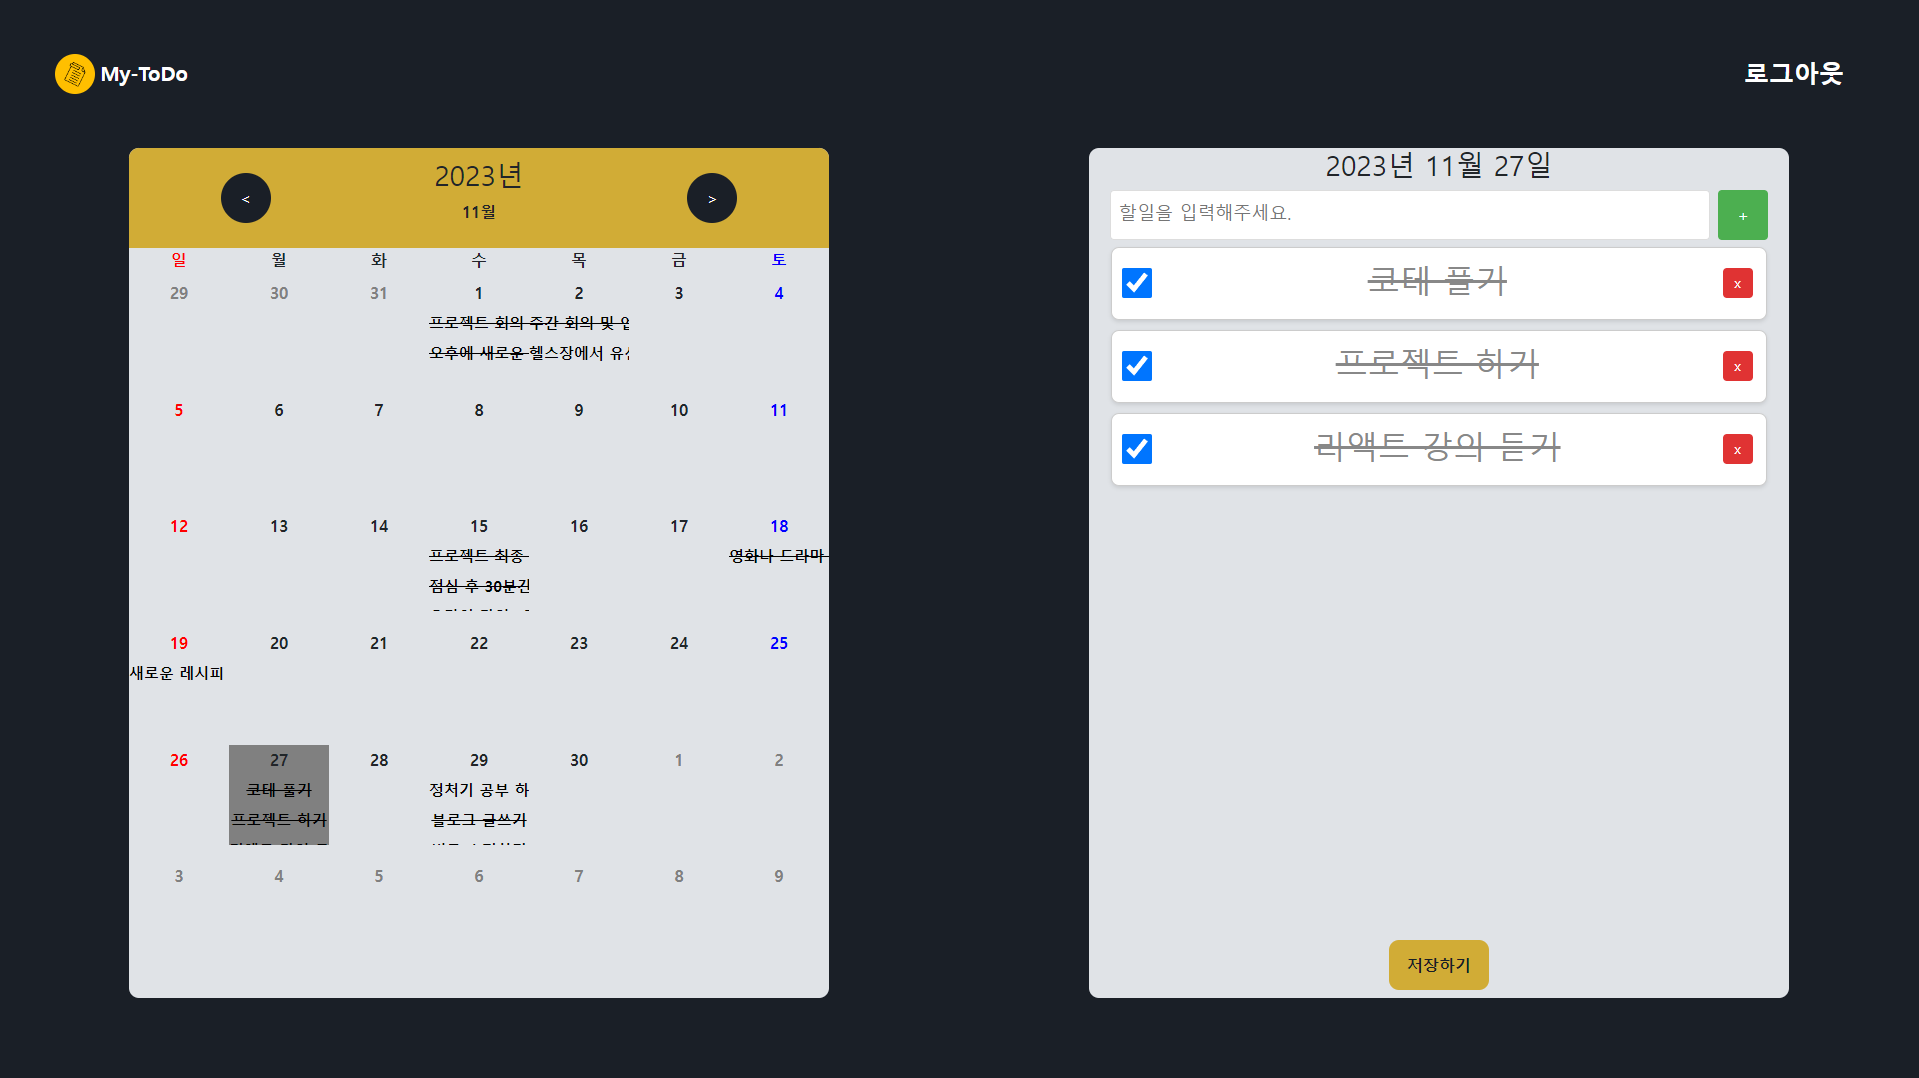 My-ToDo
로그아웃
<
2023년
11월
>
일 월 화 수 목 금 토
29 30 31 1 2 3 4
프로젝트 회의 주간 회의 및
오후에 새로운 헬스장에서
5 6 7 8 9 10 11
12 13 14 15 16 17 18
프로젝트 최종 영화나 드라마
점심 후 30분간
19 20 21 22 23 24 25
새로운 레시피
26 27 28 29 30 1 2
코테 풀기 정처기 공부 하
프로젝트 하기 블로그 글쓰기
3 4 5 6 7 8 9
2023년 11월 27일
할일을 입력해주세요.
+
코테 풀기
x
프로젝트 하기
x
리액트 강의 듣기
x
저장하기